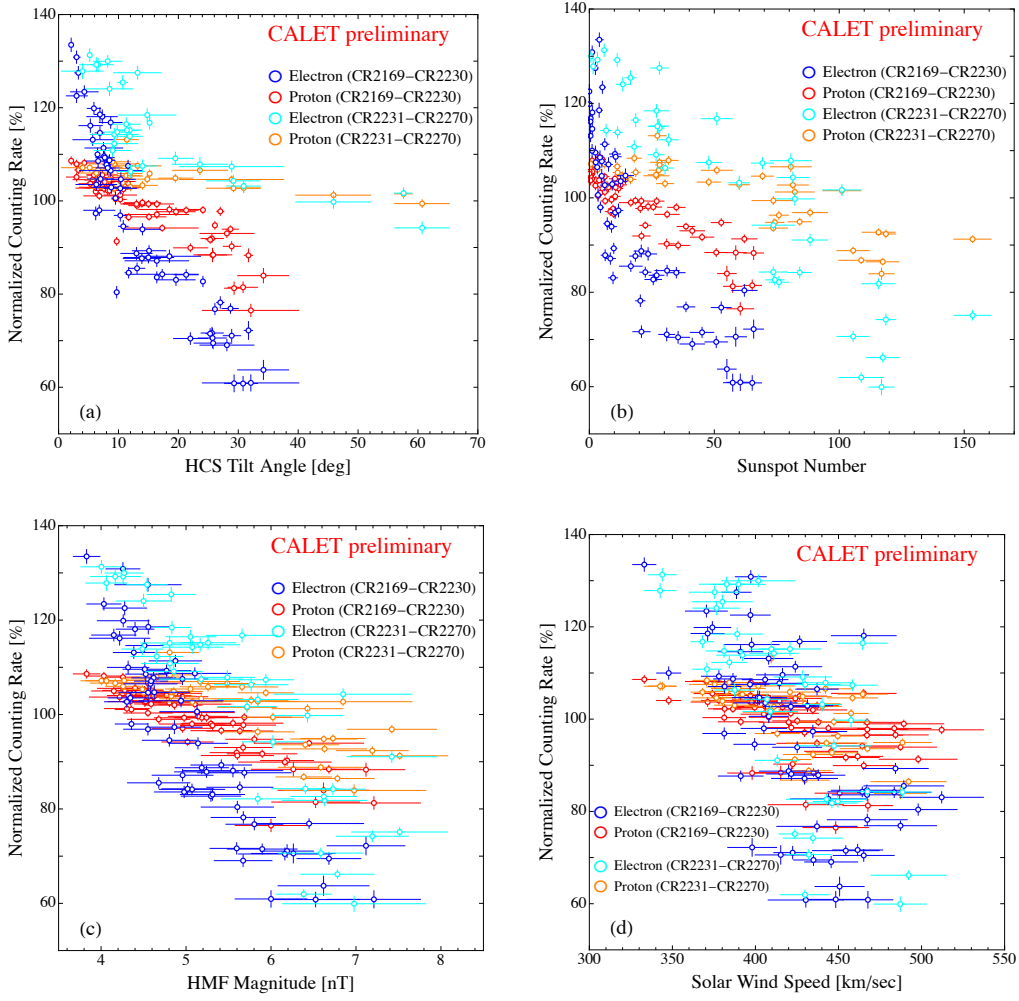 140
120
100
80
60
Normalized Counting Rate [%]
CALET preliminary
Electron (CR2169−CR2230)
Proton (CR2169−CR2230)
Electron (CR2231−CR2270)
Proton (CR2231−CR2270)
(a)
0 10 20 30 40 50 60 70
HCS Tilt Angle [deg]
140
120
100
80
60
Normalized Counting Rate [%]
CALET preliminary
Electron (CR2169−CR2230)
Proton (CR2169−CR2230)
Electron (CR2231−CR2270)
Proton (CR2231−CR2270)
(b)
0 50 100 150
Sunspot Number
140
120
100
80
60
Normalized Counting Rate [%]
CALET preliminary
Electron (CR2169−CR2230)
Proton (CR2169−CR2230)
Electron (CR2231−CR2270)
Proton (CR2231−CR2270)
(c)
4 5 6 7 8
HMF Magnitude [nT]
140
120
100
80
60
Normalized Counting Rate [%]
CALET preliminary
Electron (CR2169−CR2230)
Proton (CR2169−CR2230)
Electron (CR2231−CR2270)
Proton (CR2231−CR2270)
(d)
300 350 400 450 500 550
Solar Wind Speed [km/sec]